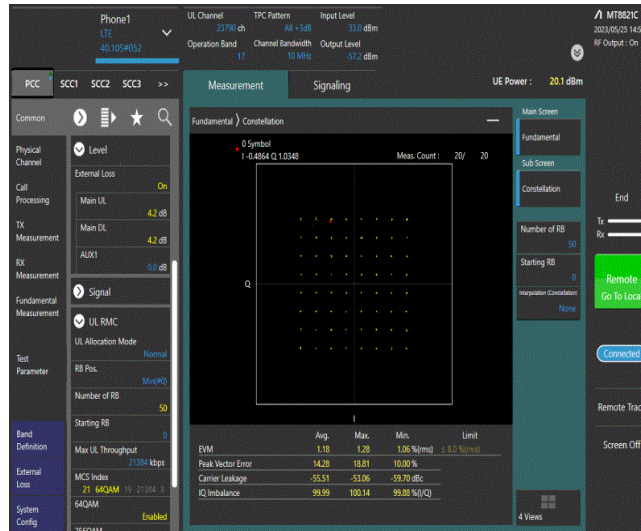 Phone1
LTE
40.105#052
UL Channel
23790 ch
TPC Pattern
All +3dB
Input Level
33.0 dBm
Operation Band
17
Channel Bandwidth
10 MHz
Output Level
-57.2 dBm
MT8821C
2023/05/25 14:5
RF Output : On
PCC SCC1 SCC2 SCC3 >>
Measurement
Signaling
UE Power : 20.1 dBm
Common
Physical
Channel
Call
Processing
TX
Measurement
RX
Measurement
Fundamental
Measurement
Test
Parameter
Band
Definition
External
Loss
System
Config
Level
External Loss
On
Main UL
4.2 dB
Main DL
4.2 dB
AUX1
0.0 dB
Signal
UL RMC
UL Allocation Mode
Normal
RB Pos.
Min(#0)
Number of RB
50
Starting RB
0
Max UL Throughput
21384 kbps
MCS Index
21 64QAM 19 21384 8
64QAM
Enabled
256QAM
Fundamental ⟩ Constellation
0 Symbol
I -0.4864 Q 1.0348
Meas. Count : 20/ 20
Q
I
Avg. Max. Min. Limit
EVM 1.18 1.28 1.06 %(rms) ≤ 8.0 %(rms)
Peak Vector Error 14.28 18.81 10.00 %
Carrier Leakage -55.51 -53.06 -59.70 dBc
IQ Imbalance 99.99 100.14 99.88 %(I/Q)
Main Screen
Fundamental
Sub Screen
Constellation
Number of RB
50
Starting RB
0
Interpolation (Constellation)
None
4 Views
End
Tx
Rx
Remote
Go To Loca
Connected
Remote Trac
Screen Off